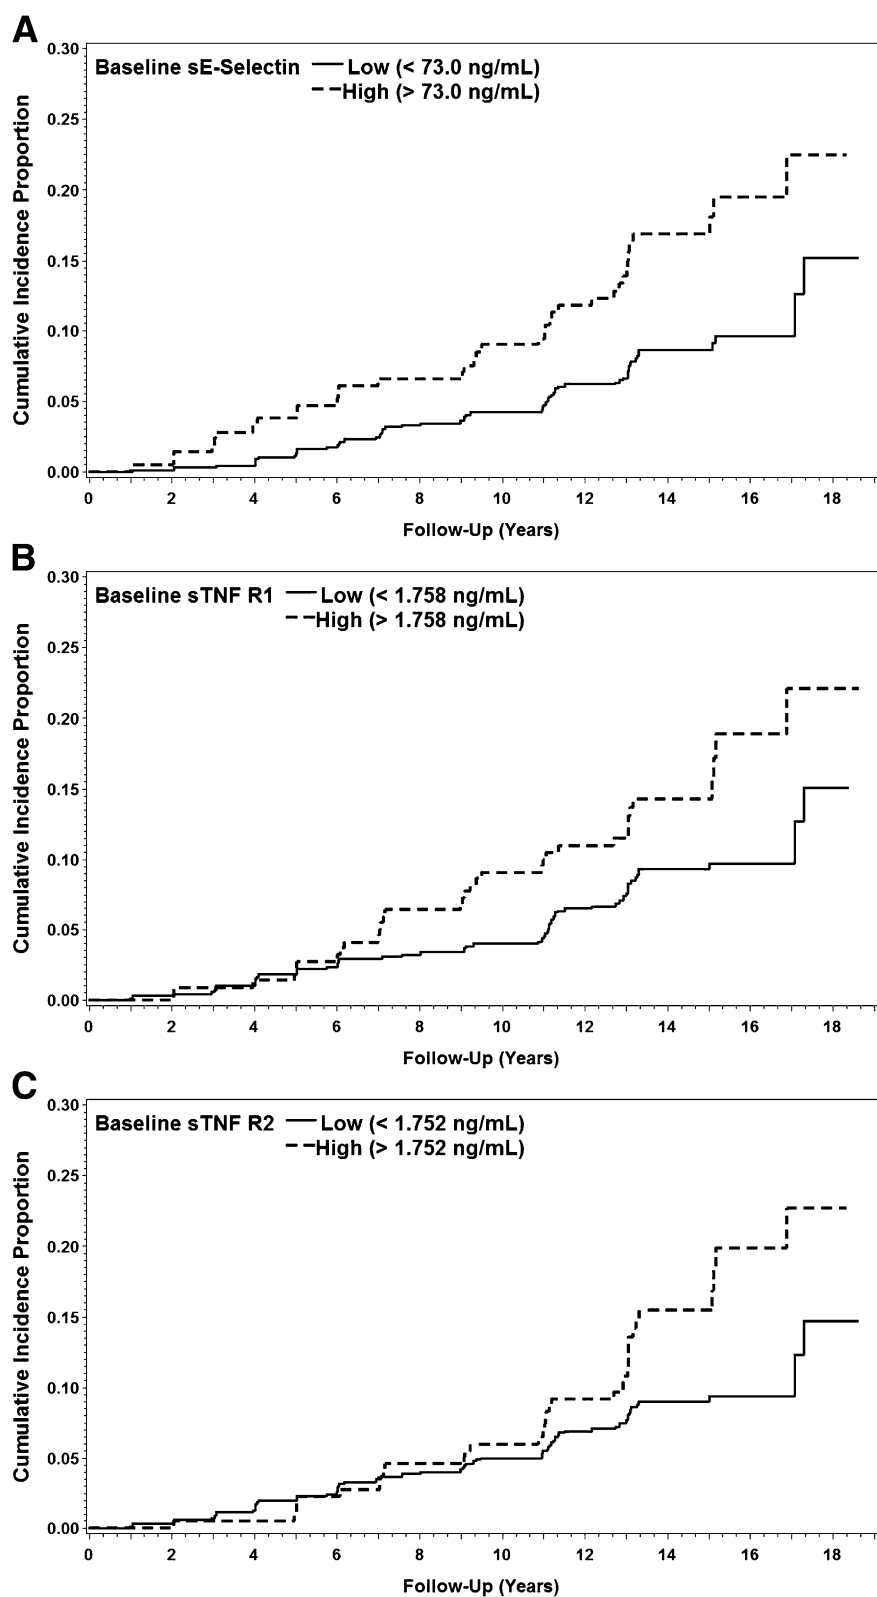 A
Baseline sE-Selectin Low (< 73.0 ng/mL)
High (> 73.0 ng/mL)
Cumulative Incidence Proportion
0.30
0.25
0.20
0.15
0.10
0.05
0.00
0 2 4 6 8 10 12 14 16 18
Follow-Up (Years)
B
Baseline sTNF R1 Low (< 1.758 ng/mL)
High (> 1.758 ng/mL)
Cumulative Incidence Proportion
0.30
0.25
0.20
0.15
0.10
0.05
0.00
0 2 4 6 8 10 12 14 16 18
Follow-Up (Years)
C
Baseline sTNF R2 Low (< 1.752 ng/mL)
High (> 1.752 ng/mL)
Cumulative Incidence Proportion
0.30
0.25
0.20
0.15
0.10
0.05
0.00
0 2 4 6 8 10 12 14 16 18
Follow-Up (Years)